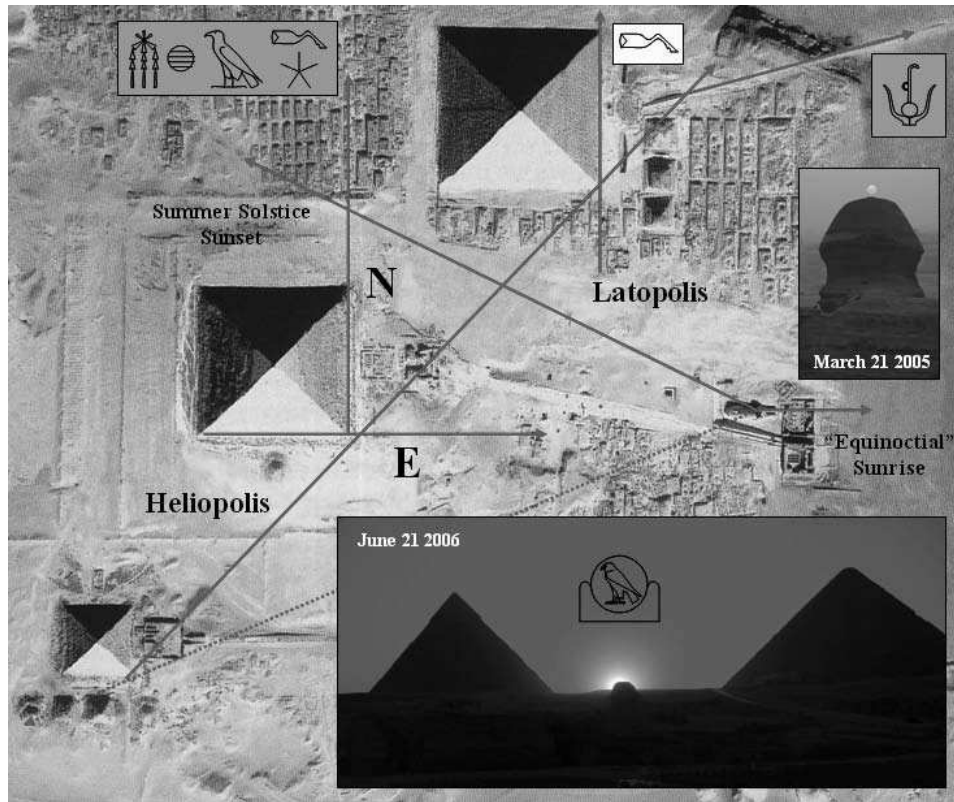 Summer Solstice
Sunset
N
Latopolis
March 21 2005
"Equinoctial"
Sunrise
E
Heliopolis
June 21 2006